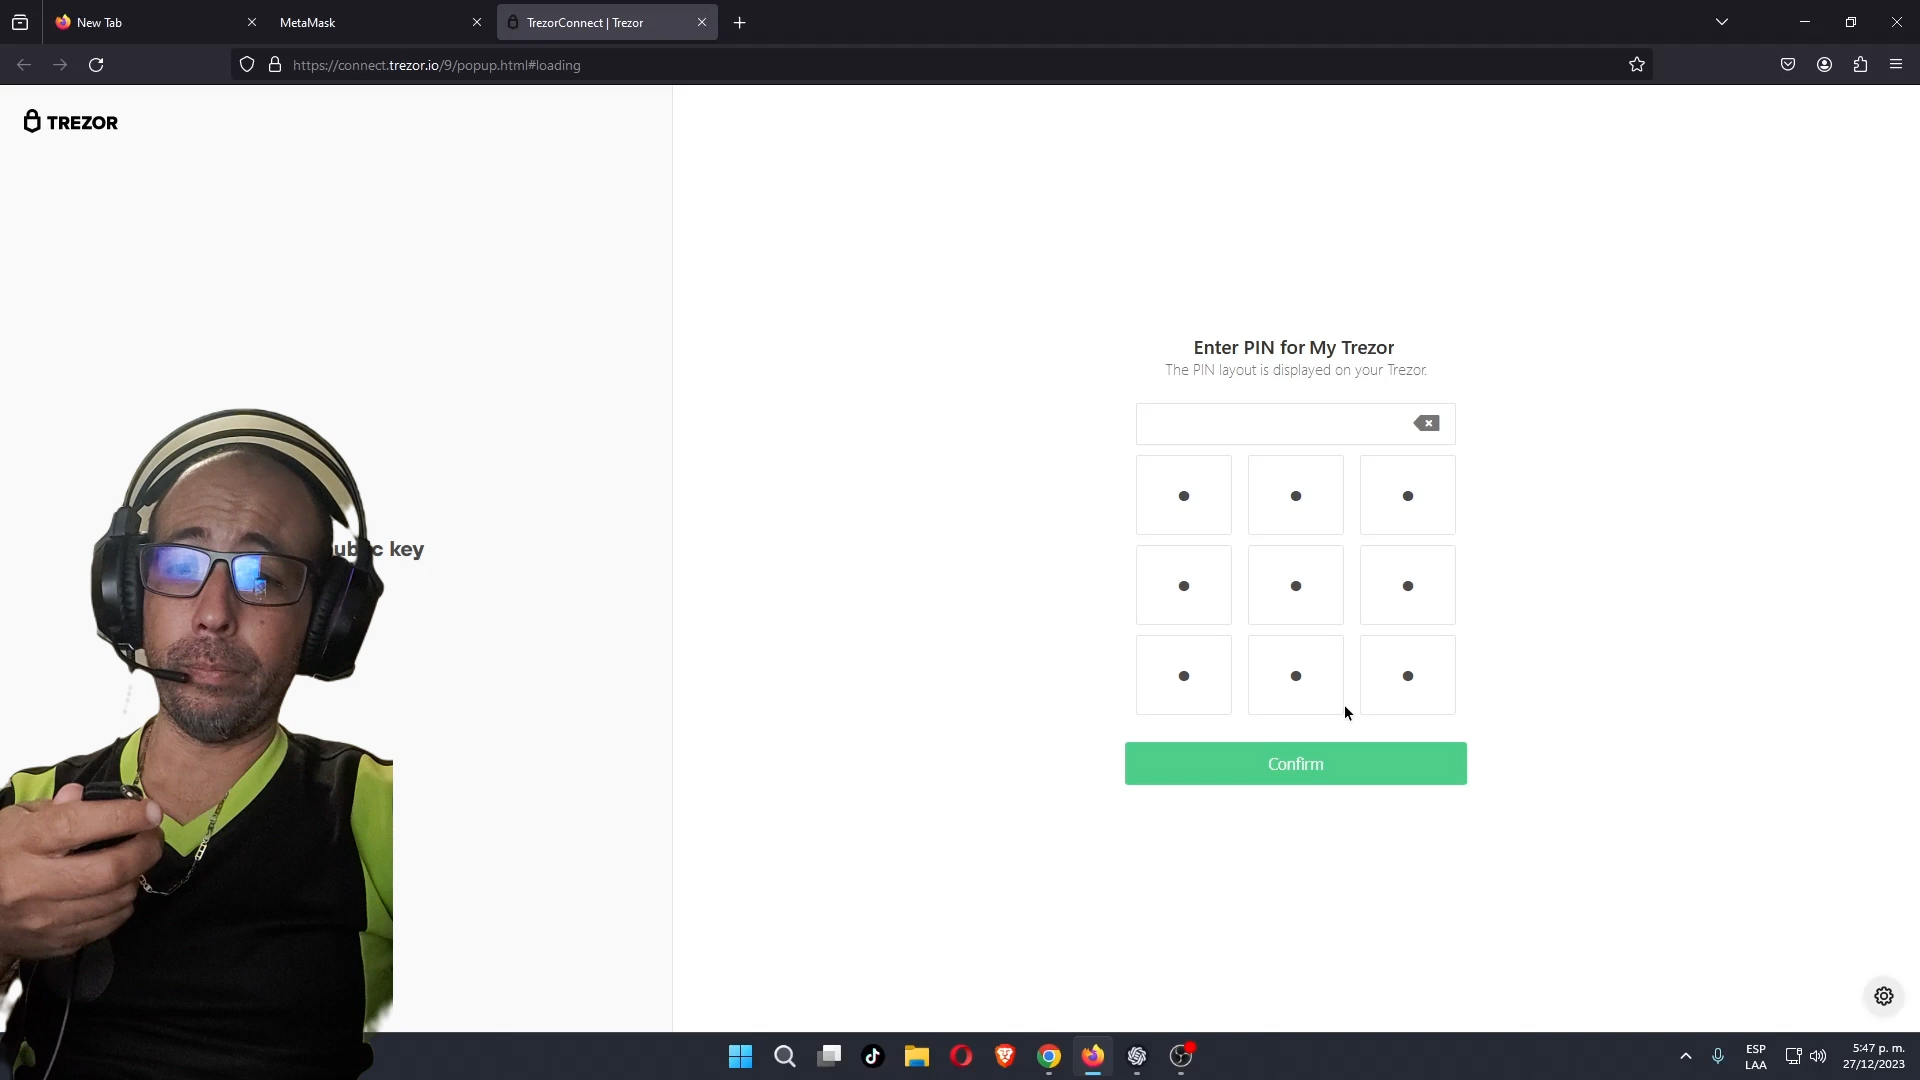 New Tab
MetaMask
TrezorConnect | Trezor
https://connect.trezor.io/9/popup.html#loading
TREZOR
key
Enter PIN for My Trezor
The PIN layout is displayed on your Trezor.
Confirm
ESP
LAA
5:47 p. m.
27/12/2023